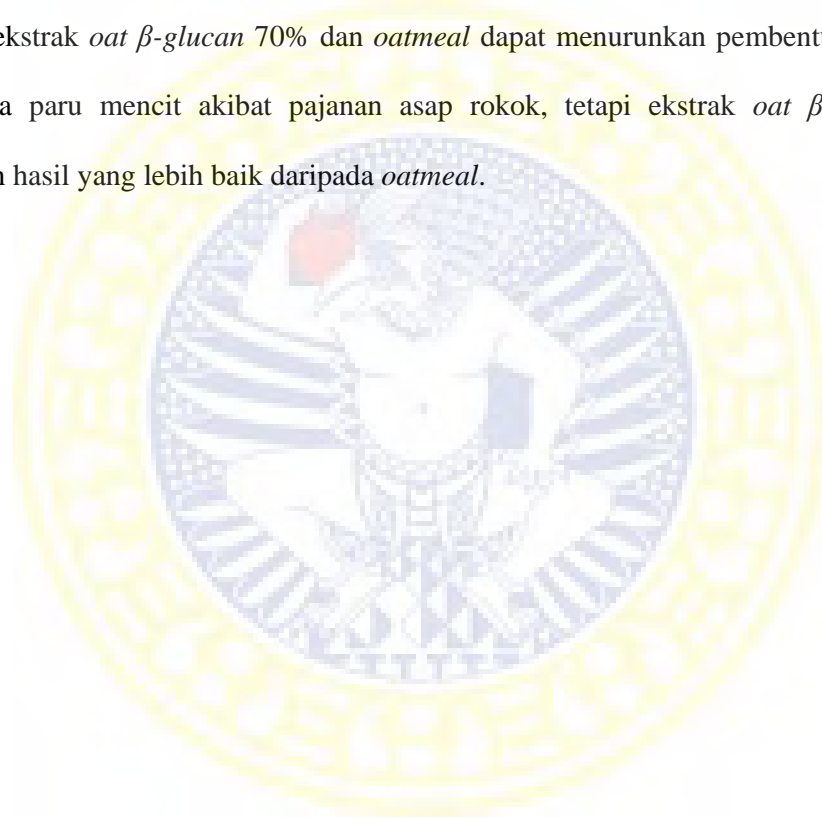 ekstrak oat β-glucan 70% dan oatmeal dapat menurunkan pembentu
a paru mencit akibat pajanan asap rokok, tetapi ekstrak oat β
hasil yang lebih baik daripada oatmeal.